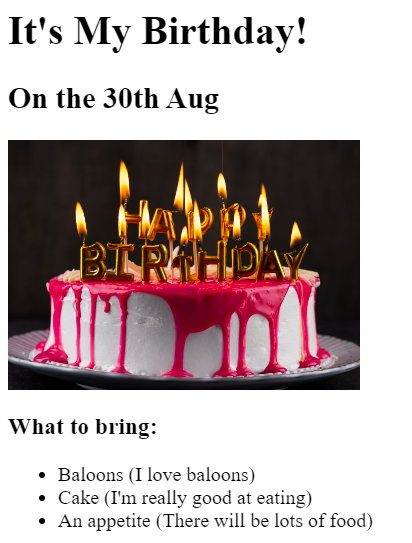 It's My Birthday!
On the 30th Aug
HAPPY
BIRTHDAY
What to bring:
Baloons (I love baloons)
Cake (I'm really good at eating)
An appetite (There will be lots of food)